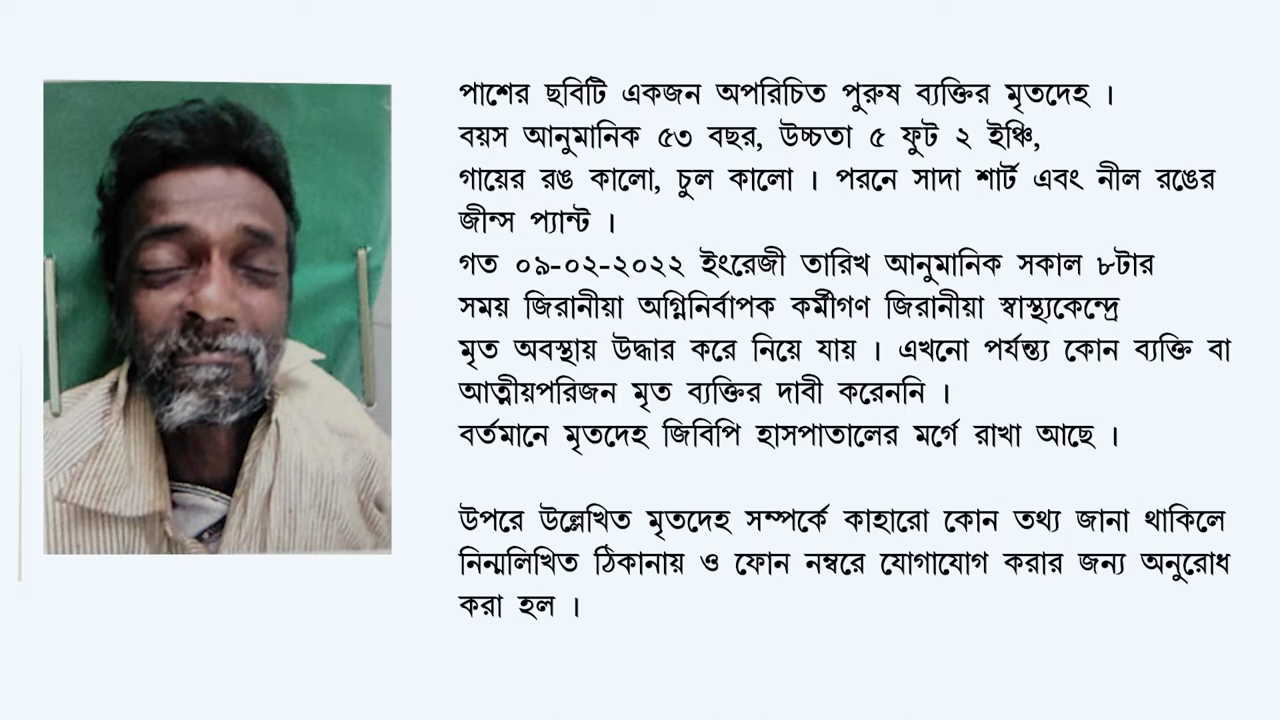 পাশের ছবিটি একজন অপরিচিত পুরুষ ব্যক্তির মৃতদেহ ।
বয়স আনুমানিক ৫৩ বছর, উচ্চতা ৫ ফুট ২ ইঞ্চি,
গায়ের রঙ কালো, চুল কালো । পরনে সাদা শার্ট এবং নীল রঙের
জীন্স প্যান্ট ।
গত ০৯-০২-২০২২ ইংরেজী তারিখ আনুমানিক সকাল ৮টার
সময় জিরানীয়া অগ্নিনির্বাপক কর্মীগণ জিরানীয়া স্বাস্থ্যকেন্দ্রে
মৃত অবস্থায় উদ্ধার করে নিয়ে যায় । এখনো পর্যন্ত্য কোন ব্যক্তি বা
আত্নীয়পরিজন মৃত ব্যক্তির দাবী করেননি ।
বর্তমানে মৃতদেহ জিবিপি হাসপাতালের মর্গে রাখা আছে ।
উপরে উল্লেখিত মৃতদেহ সম্পর্কে কাহারো কোন তথ্য জানা থাকিলে
নিন্মলিখিত ঠিকানায় ও ফোন নম্বরে যোগাযোগ করার জন্য অনুরোধ
করা হল ।